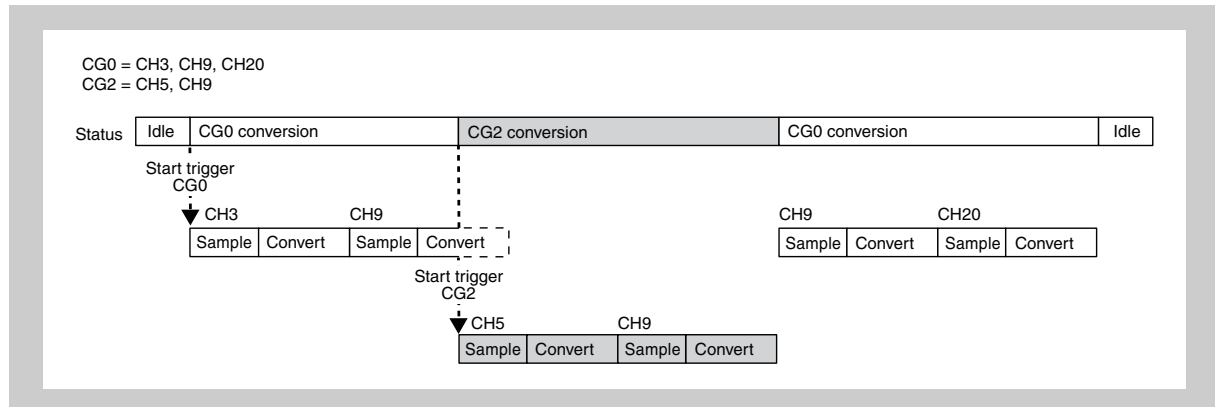 CG0 = CH3, CH9, CH20
CG2 = CH5, CH9
Status Idle CG0 conversion CG2 conversion CG0 conversion Idle
Start trigger
CG0
CH3 CH9 CH9 CH20
Sample Convert Sample Convert Sample Convert Sample Convert
Start trigger
CG2
CH5 CH9
Sample Convert Sample Convert